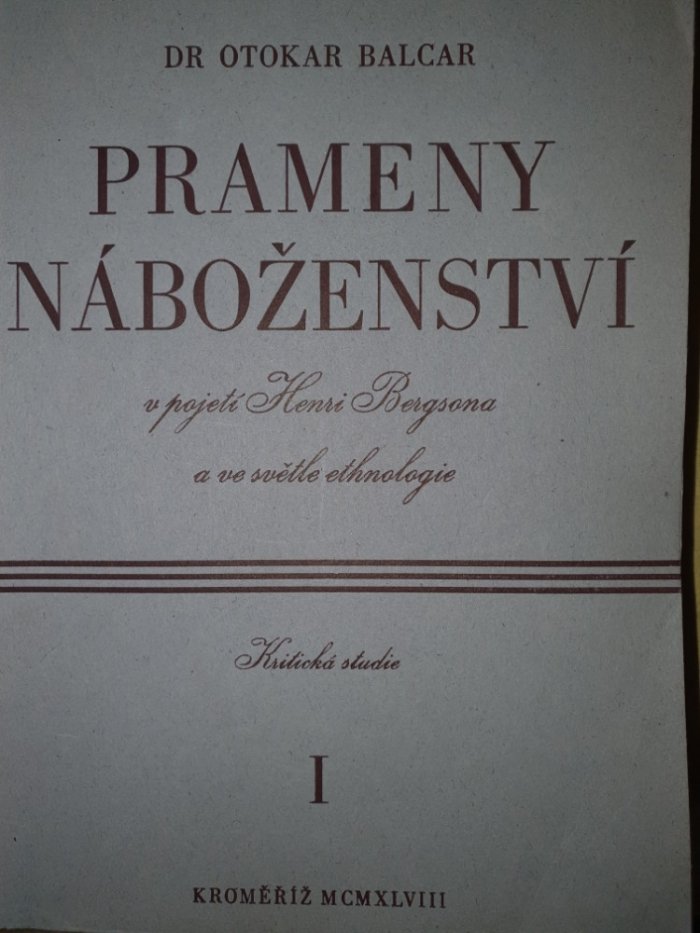 DR OTOKAR BALCAR
PRAMENY
NÁBOŽENSTVÍ
v pojetí Henri Bergsona
a ve světle ethnologie
Kritická studie
I
KROMĚŘÍŽ MCMXLVIII